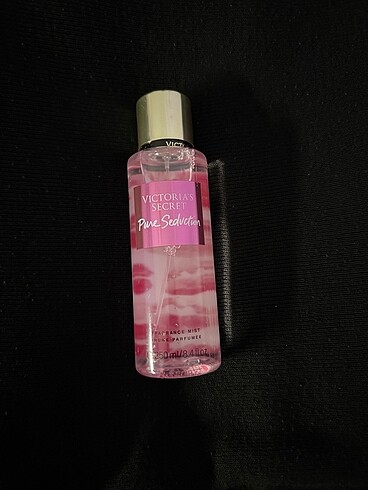 VICTORIA'S
SECRET
Pure Seduction
FRAGRANCE MIST
BRUME PARFUMÉE
250 ml/8.4 fl oz